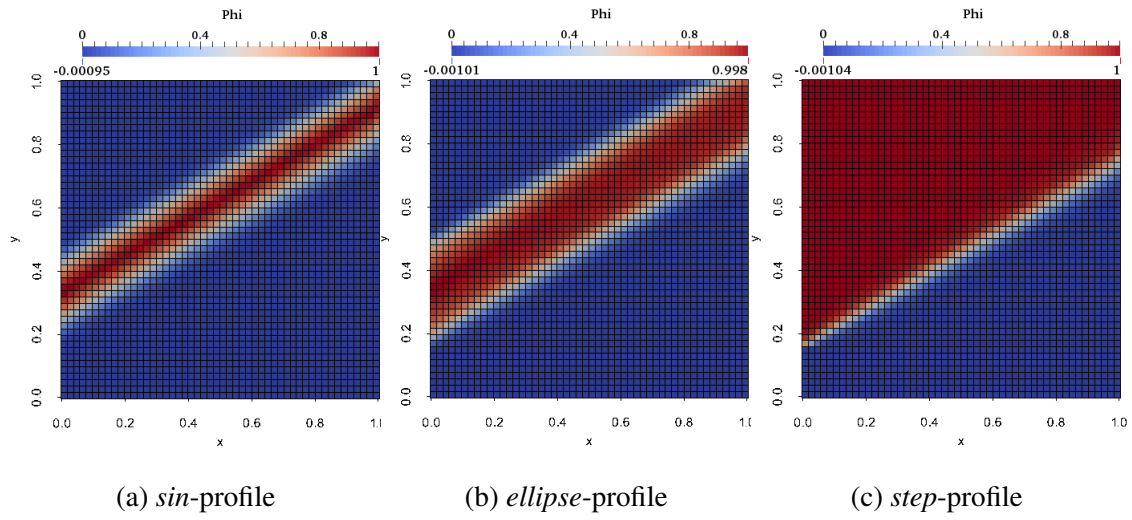 Phi Phi Phi
0 0.4 0.8 0 0.4 0.8 0 0.4 0.8
-0.00095 1 -0.00101 0.998 -0.00104 1
1.0 1.0 1.0
0.8 0.8 0.8
0.6 0.6 0.6
y y y
0.4 0.4 0.4
0.2 0.2 0.2
0.0 0.0 0.0
0.0 0.2 0.4 0.6 0.8 1.0 0.0 0.2 0.4 0.6 0.8 1.0 0.0 0.2 0.4 0.6 0.8 1.0
x x x
(a) sin-profile (b) ellipse-profile (c) step-profile